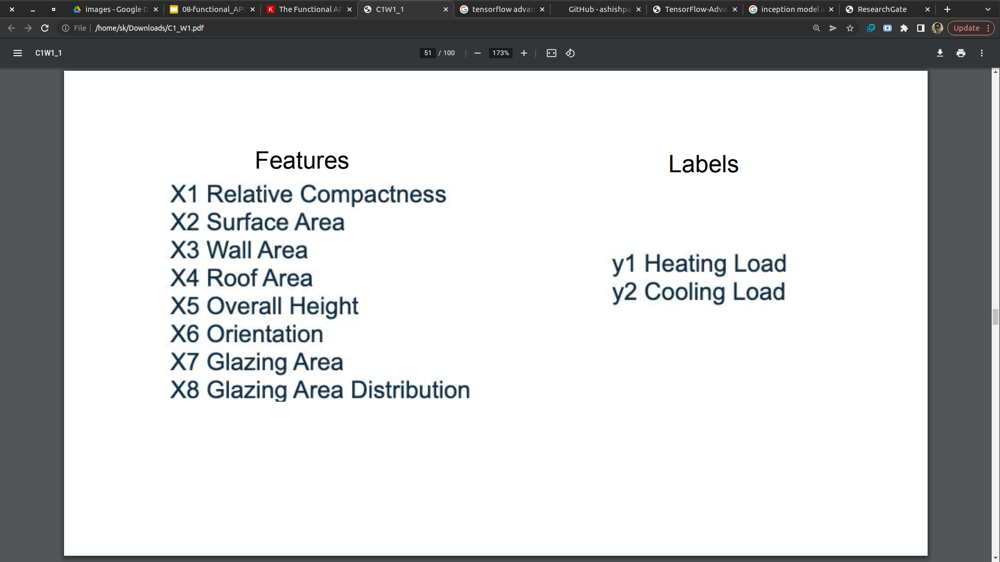 images - Google D
08-functional_API
The Functional AP
C1W1_1
tensorflow advan
GitHub - ashishpa
TensorFlow-Adva
inception model a
ResearchGate
File
/home/sk/Downloads/C1_W1.pdf
Update
C1W1_1
51 / 100
173%
Features
Labels
X1 Relative Compactness
X2 Surface Area
X3 Wall Area
X4 Roof Area
X5 Overall Height
X6 Orientation
X7 Glazing Area
X8 Glazing Area Distribution
y1 Heating Load
y2 Cooling Load